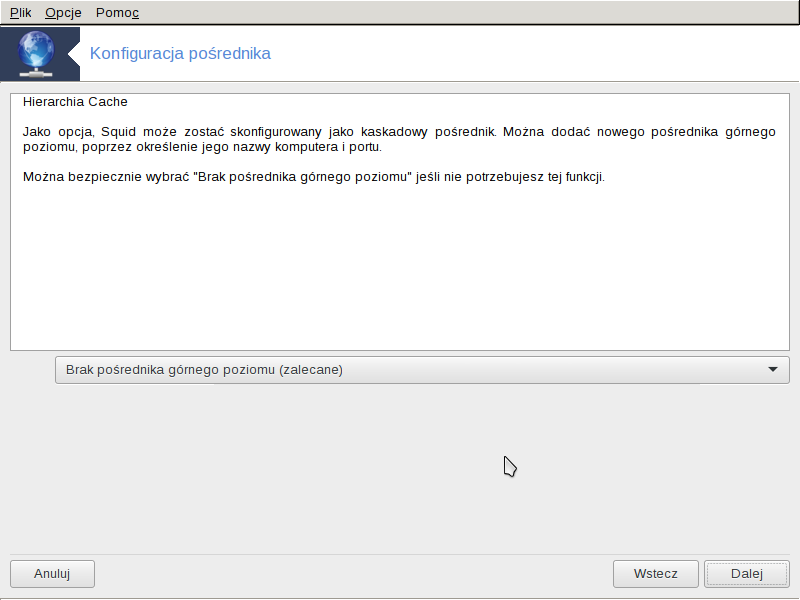 Plik Opcje Pomoc
Konfiguracja pośrednika
Hierarchia Cache
Jako opcja, Squid może zostać skonfigurowany jako kaskadowy pośrednik. Można dodać nowego pośrednika górnego
poziomu, poprzez określenie jego nazwy komputera i portu.
Można bezpiecznie wybrać "Brak pośrednika górnego poziomu" jeśli nie potrzebujesz tej funkcji.
Brak pośrednika górnego poziomu (zalecane)
Anuluj Wstecz Dalej